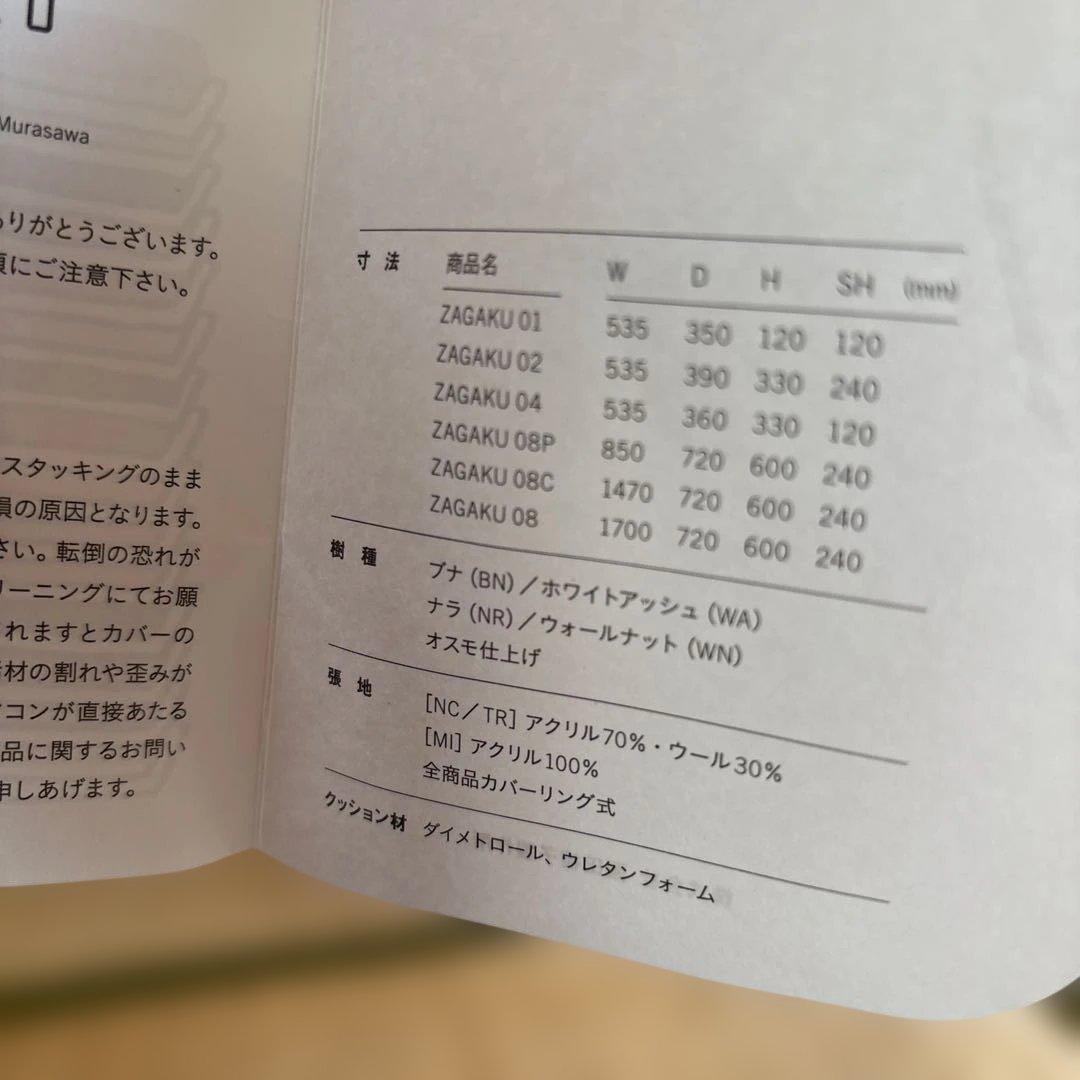 Murasawa
ありがとうございます。
にご注意下さい。
スタッキングのまま
損の原因となります。
さい。転倒の恐れが
リーニングにてお願
れますとカバーの
材の割れや歪みが
コンが直接あたる
品に関するお問い
申しあげます。
寸法 商品名 W D H SH (mm)
ZAGAKU 01 535 350 120 120
ZAGAKU 02 535 390 330 240
ZAGAKU 04 535 360 330 120
ZAGAKU 08P 850 720 600 240
ZAGAKU 08C 1470 720 600 240
ZAGAKU 08 1700 720 600 240
樹種 ブナ（BN）／ホワイトアッシュ（WA）
ナラ（NR）／ウォールナット（WN）
オスモ仕上げ
張地 [NC／TR] アクリル70%・ウール30%
[MI] アクリル100%
全商品カバーリング式
クッション材 ダイメトロール、ウレタンフォーム